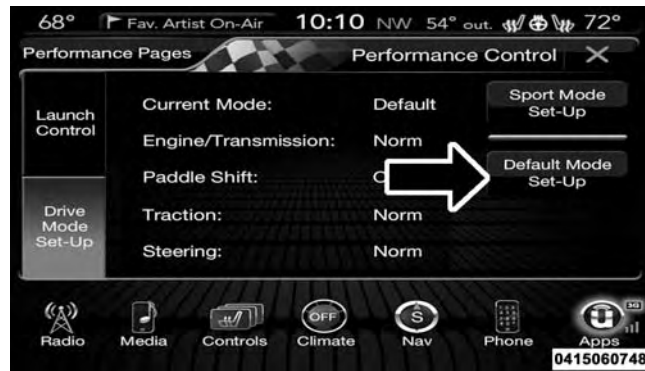 68° Fav. Artist On-Air 10:10 NW 54° out. 72°
Performance Pages Performance Control
Launch
Control
Drive
Mode
Set-Up
Current Mode: Default
Engine/Transmission: Norm
Paddle Shift:
Traction: Norm
Steering: Norm
Sport Mode
Set-Up
Default Mode
Set-Up
OFF S 3G
Radio Media Controls Climate Nav Phone Apps
0415060748